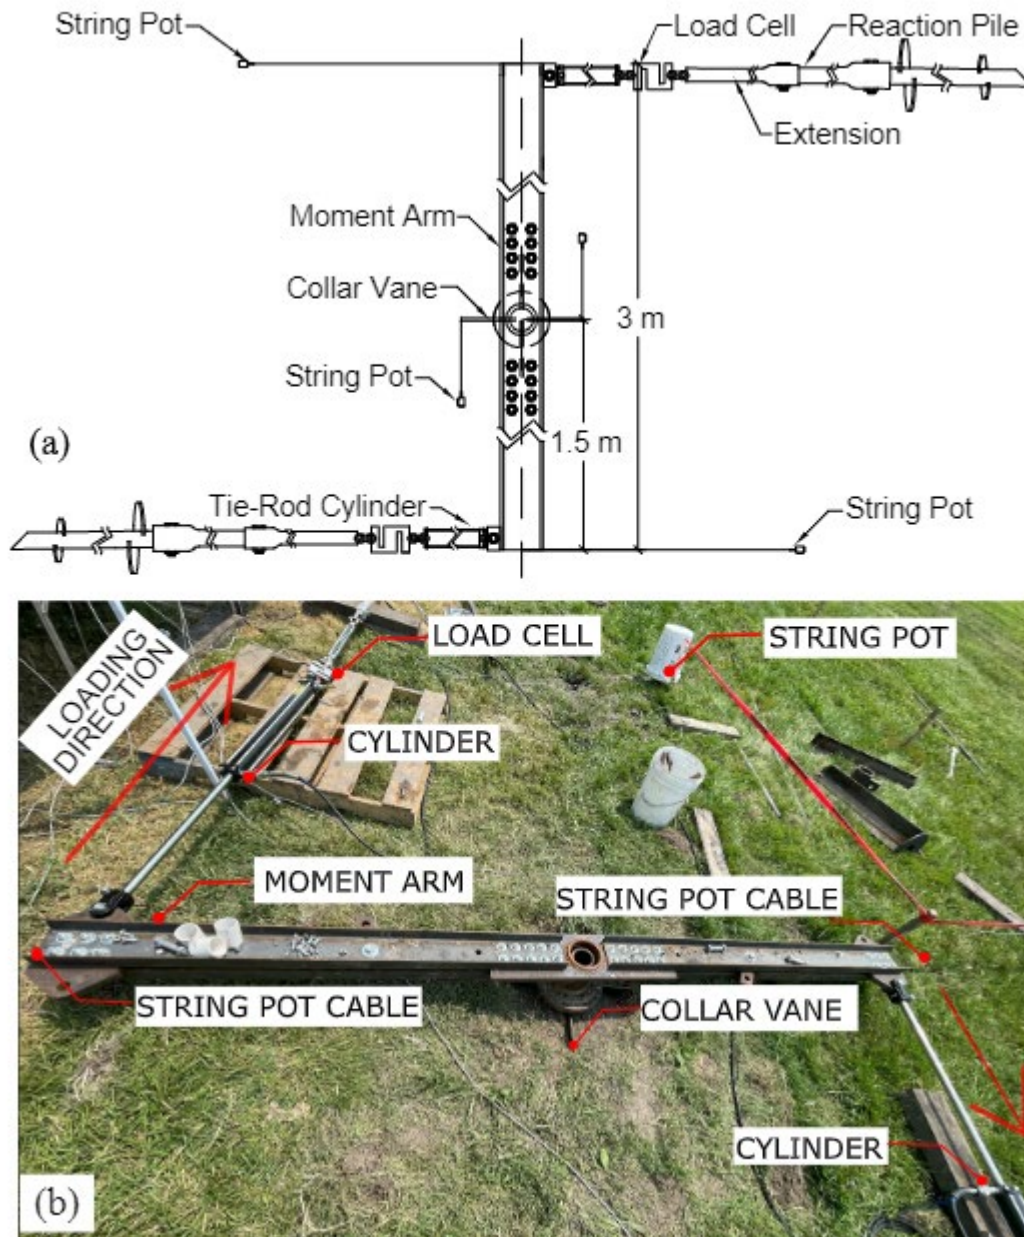 String Pot
Load Cell
Reaction Pile
Extension
Moment Arm
Collar Vane
3 m
String Pot
1.5 m
(a)
Tie-Rod Cylinder
String Pot
LOADING
DIRECTION
LOAD CELL
STRING POT
CYLINDER
MOMENT ARM
STRING POT CABLE
STRING POT CABLE
COLLAR VANE
CYLINDER
(b)